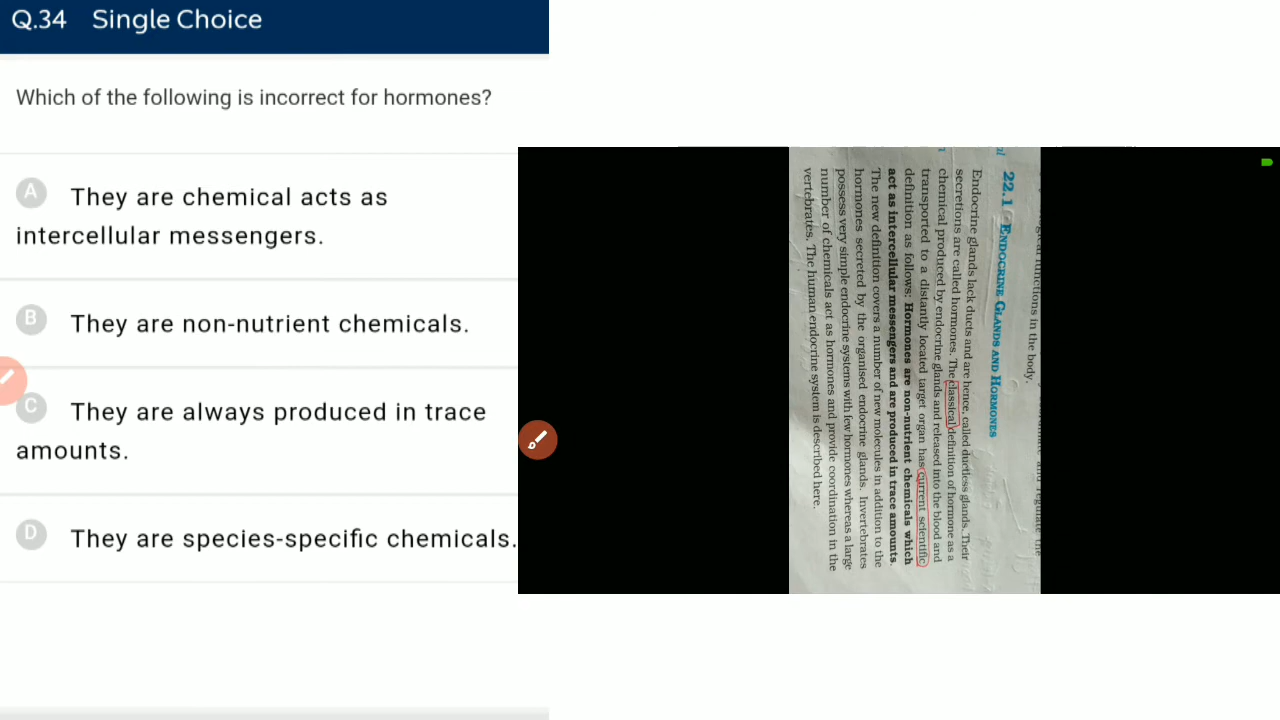 Q.34 Single Choice
Which of the following is incorrect for hormones?
A They are chemical acts as
intercellular messengers.
B They are non-nutrient chemicals.
C They are always produced in trace
amounts.
D They are species-specific chemicals.
functions in the body.
22.1 ENDOCRINE GLANDS AND HORMONES
Endocrine glands lack ducts and are hence, called ductless glands. Their
secretions are called hormones. The classical definition of hormone as a
chemical produced by endocrine glands and released into the blood and
transported to a distantly located target organ has current scientific
definition as follows: Hormones are non-nutrient chemicals which
act as intercellular messengers and are produced in trace amounts.
The new definition covers a number of new molecules in addition to the
hormones secreted by the organised endocrine glands. Invertebrates
possess very simple endocrine systems with few hormones whereas a large
number of chemicals act as hormones and provide coordination in the
vertebrates. The human endocrine system is described here.